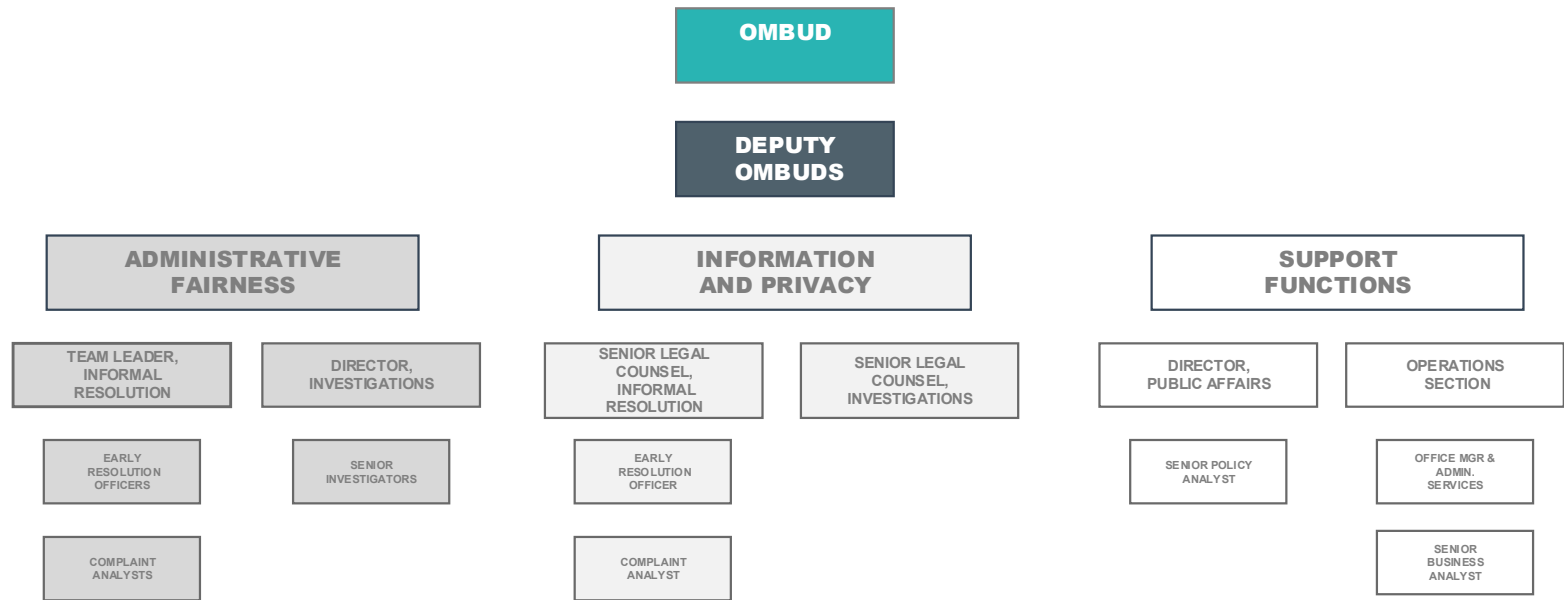 OMBUD
DEPUTY
OMBUDS
ADMINISTRATIVE
FAIRNESS
INFORMATION
AND PRIVACY
SUPPORT
FUNCTIONS
TEAM LEADER,
INFORMAL
RESOLUTION
DIRECTOR,
INVESTIGATIONS
SENIOR LEGAL
COUNSEL,
INFORMAL
RESOLUTION
SENIOR LEGAL
COUNSEL,
INVESTIGATIONS
DIRECTOR,
PUBLIC AFFAIRS
OPERATIONS
SECTION
EARLY
RESOLUTION
OFFICERS
SENIOR
INVESTIGATORS
EARLY
RESOLUTION
OFFICER
SENIOR POLICY
ANALYST
OFFICE MGR &
ADMIN.
SERVICES
COMPLAINT
ANALYSTS
COMPLAINT
ANALYST
SENIOR
BUSINESS
ANALYST